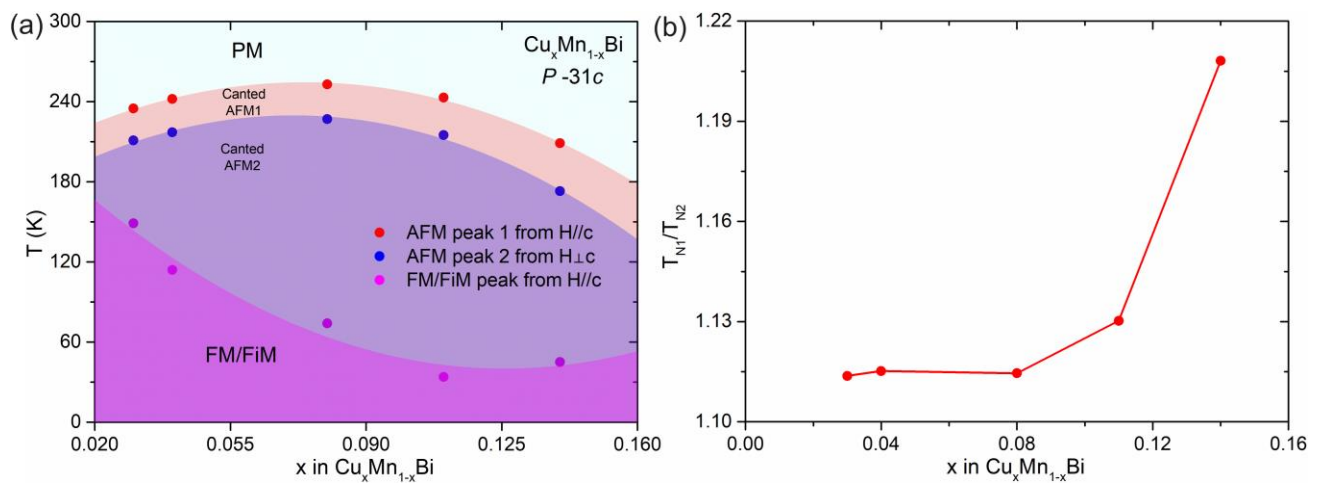 (a)
300
240
180
120
60
0
T (K)
PM
CuₓMn₁₋ₓBi
P -31c
Canted
AFM1
Canted
AFM2
AFM peak 1 from H//c
AFM peak 2 from H⊥c
FM/FiM peak from H//c
FM/FiM
0.020 0.055 0.090 0.125 0.160
x in CuₓMn₁₋ₓBi
(b)
1.22
1.19
1.16
1.13
1.10
T_N1/T_N2
0.00 0.04 0.08 0.12 0.16
x in CuₓMn₁₋ₓBi